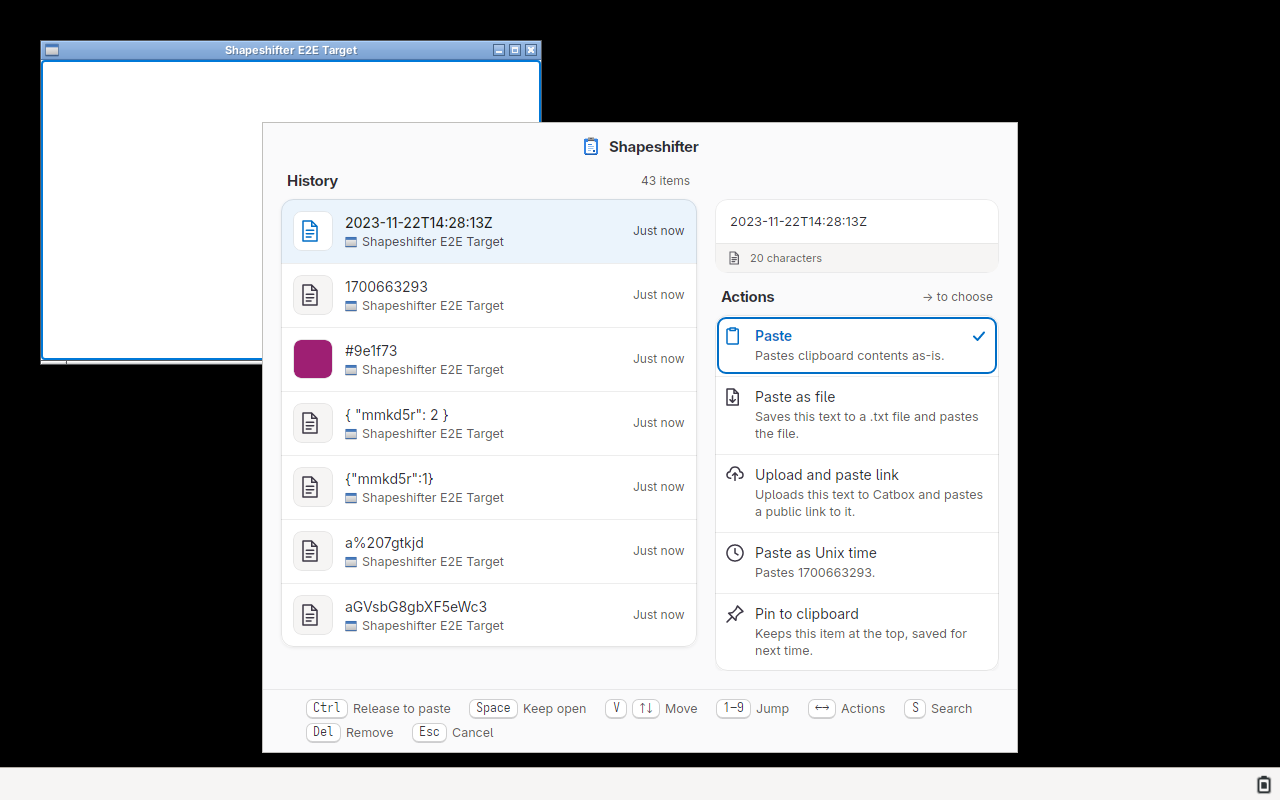 Shapeshifter E2E Target
Shapeshifter
History
43 items
2023-11-22T14:28:13Z
Shapeshifter E2E Target
Just now
1700663293
Shapeshifter E2E Target
Just now
#9e1f73
Shapeshifter E2E Target
Just now
{ "mmkd5r": 2 }
Shapeshifter E2E Target
Just now
{"mmkd5r":1}
Shapeshifter E2E Target
Just now
a%207gtkjd
Shapeshifter E2E Target
Just now
aGVsbG8gbXF5eWc3
Shapeshifter E2E Target
Just now
2023-11-22T14:28:13Z
20 characters
Actions
→ to choose
Paste
Pastes clipboard contents as-is.
Paste as file
Saves this text to a .txt file and pastes
the file.
Upload and paste link
Uploads this text to Catbox and pastes
a public link to it.
Paste as Unix time
Pastes 1700663293.
Pin to clipboard
Keeps this item at the top, saved for
next time.
Ctrl Release to paste Space Keep open V ↑↓ Move 1–9 Jump ←→ Actions S Search
Del Remove Esc Cancel